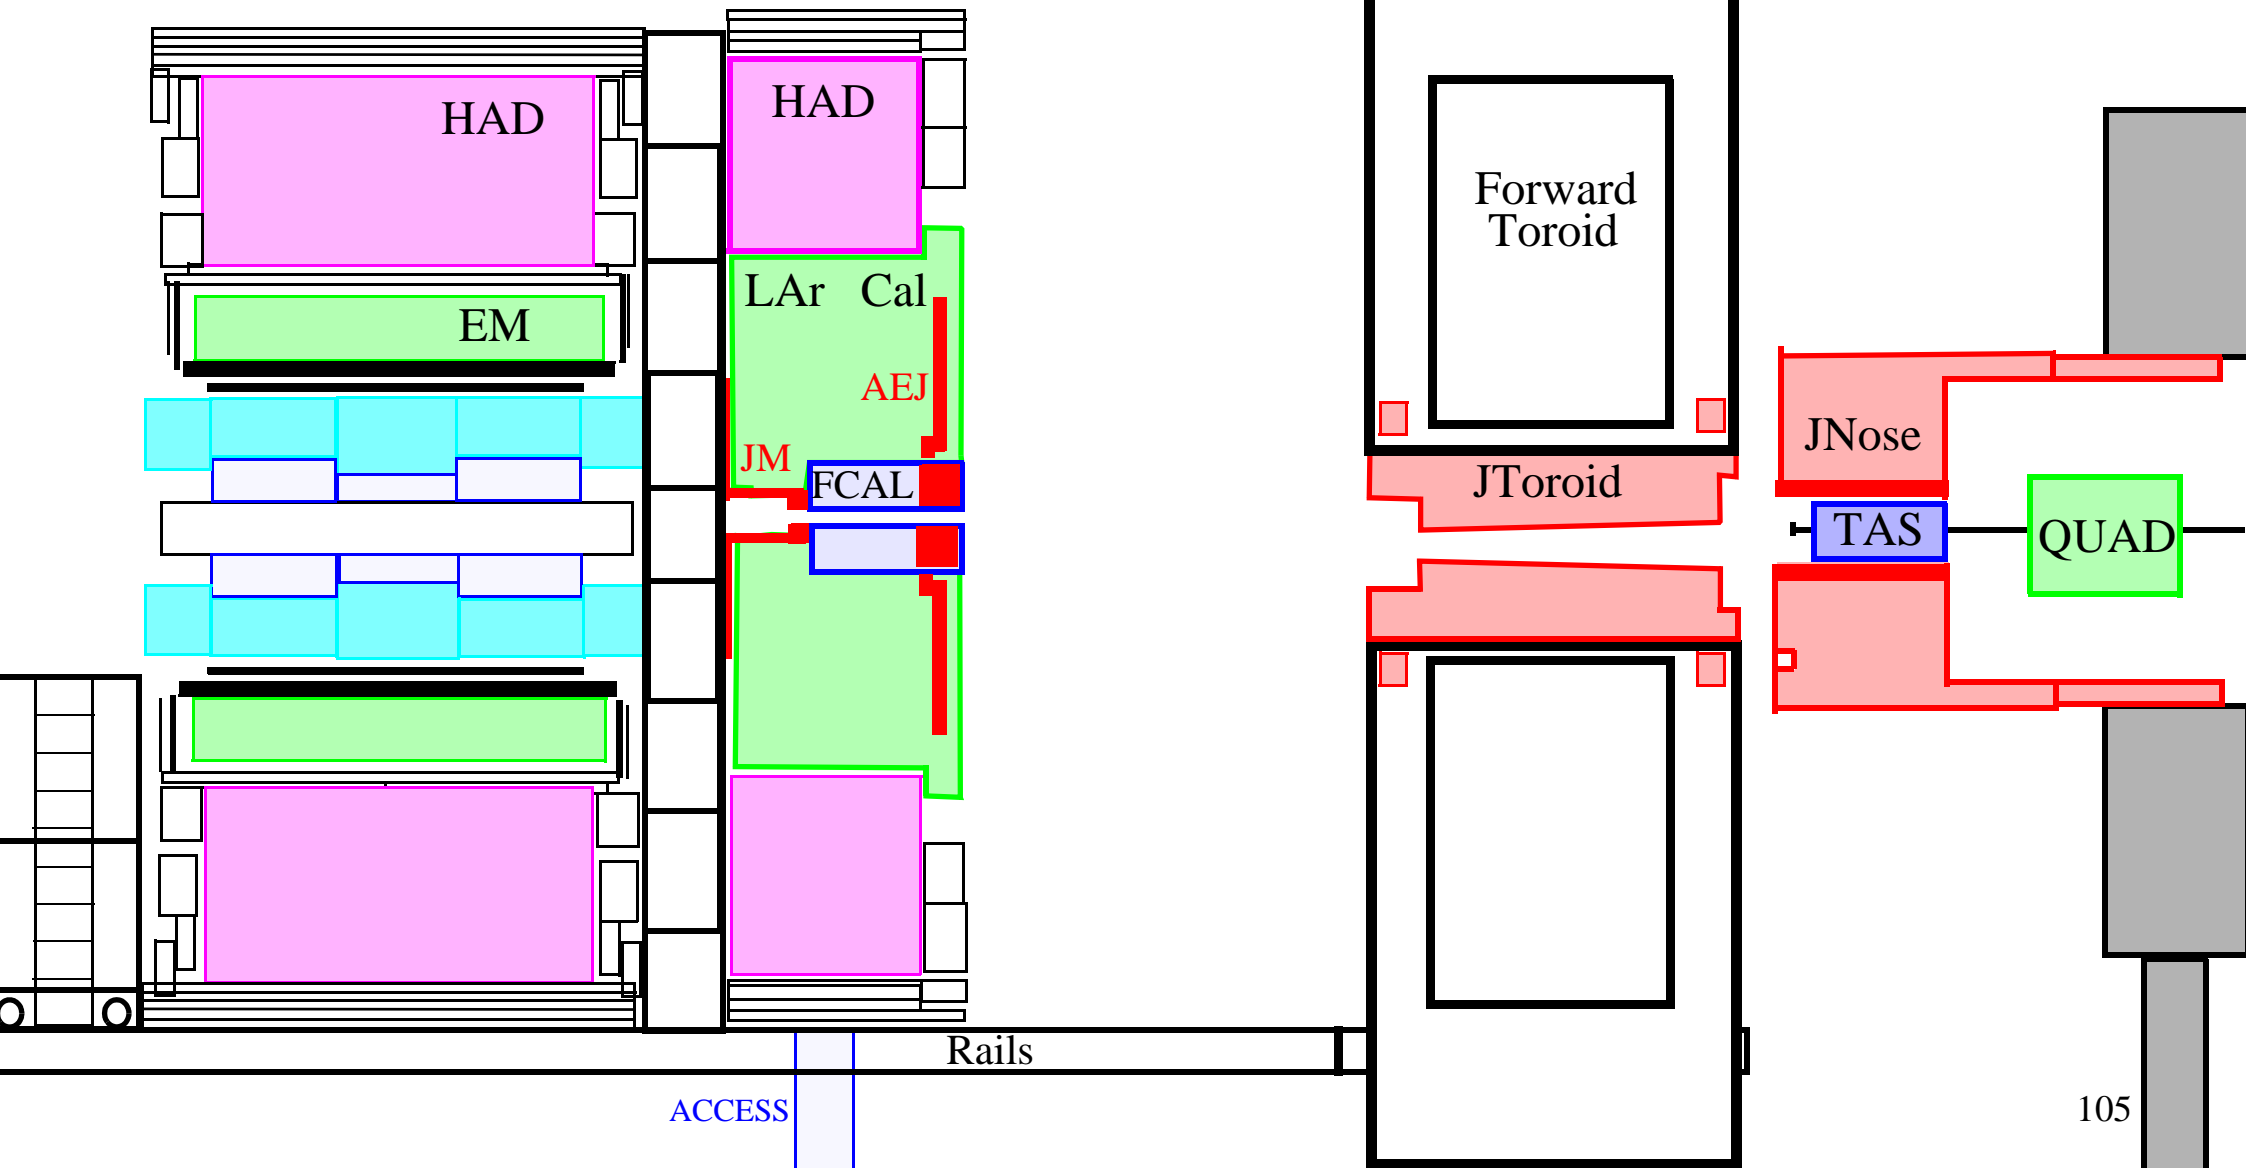 HAD
HAD
Forward
Toroid
LAr Cal
EM
AEJ
JM
JNose
FCAL
JToroid
TAS
QUAD
Rails
ACCESS
105